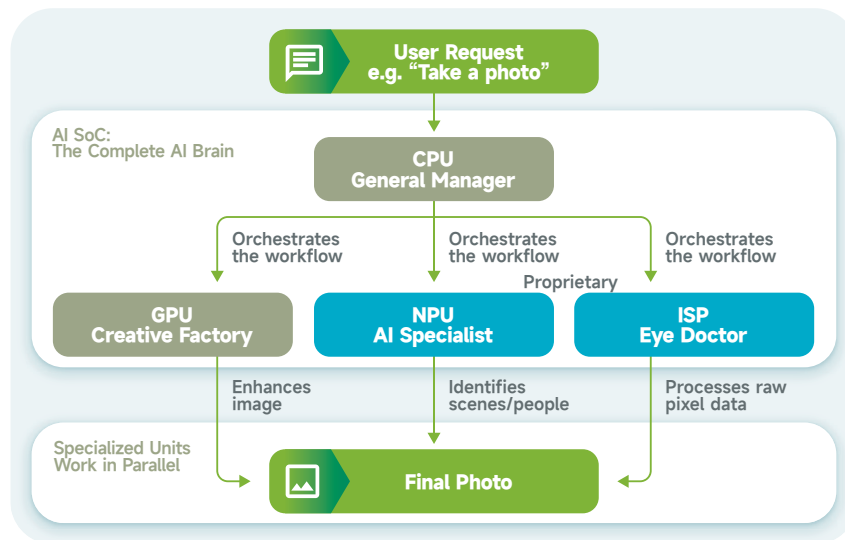 User Request
e.g. “Take a photo”
AI SoC:
The Complete AI Brain
CPU
General Manager
Orchestrates
the workflow
Orchestrates
the workflow
Orchestrates
the workflow
Proprietary
GPU
Creative Factory
NPU
AI Specialist
ISP
Eye Doctor
Enhances
image
Identifies
scenes/people
Processes raw
pixel data
Specialized Units
Work in Parallel
Final Photo